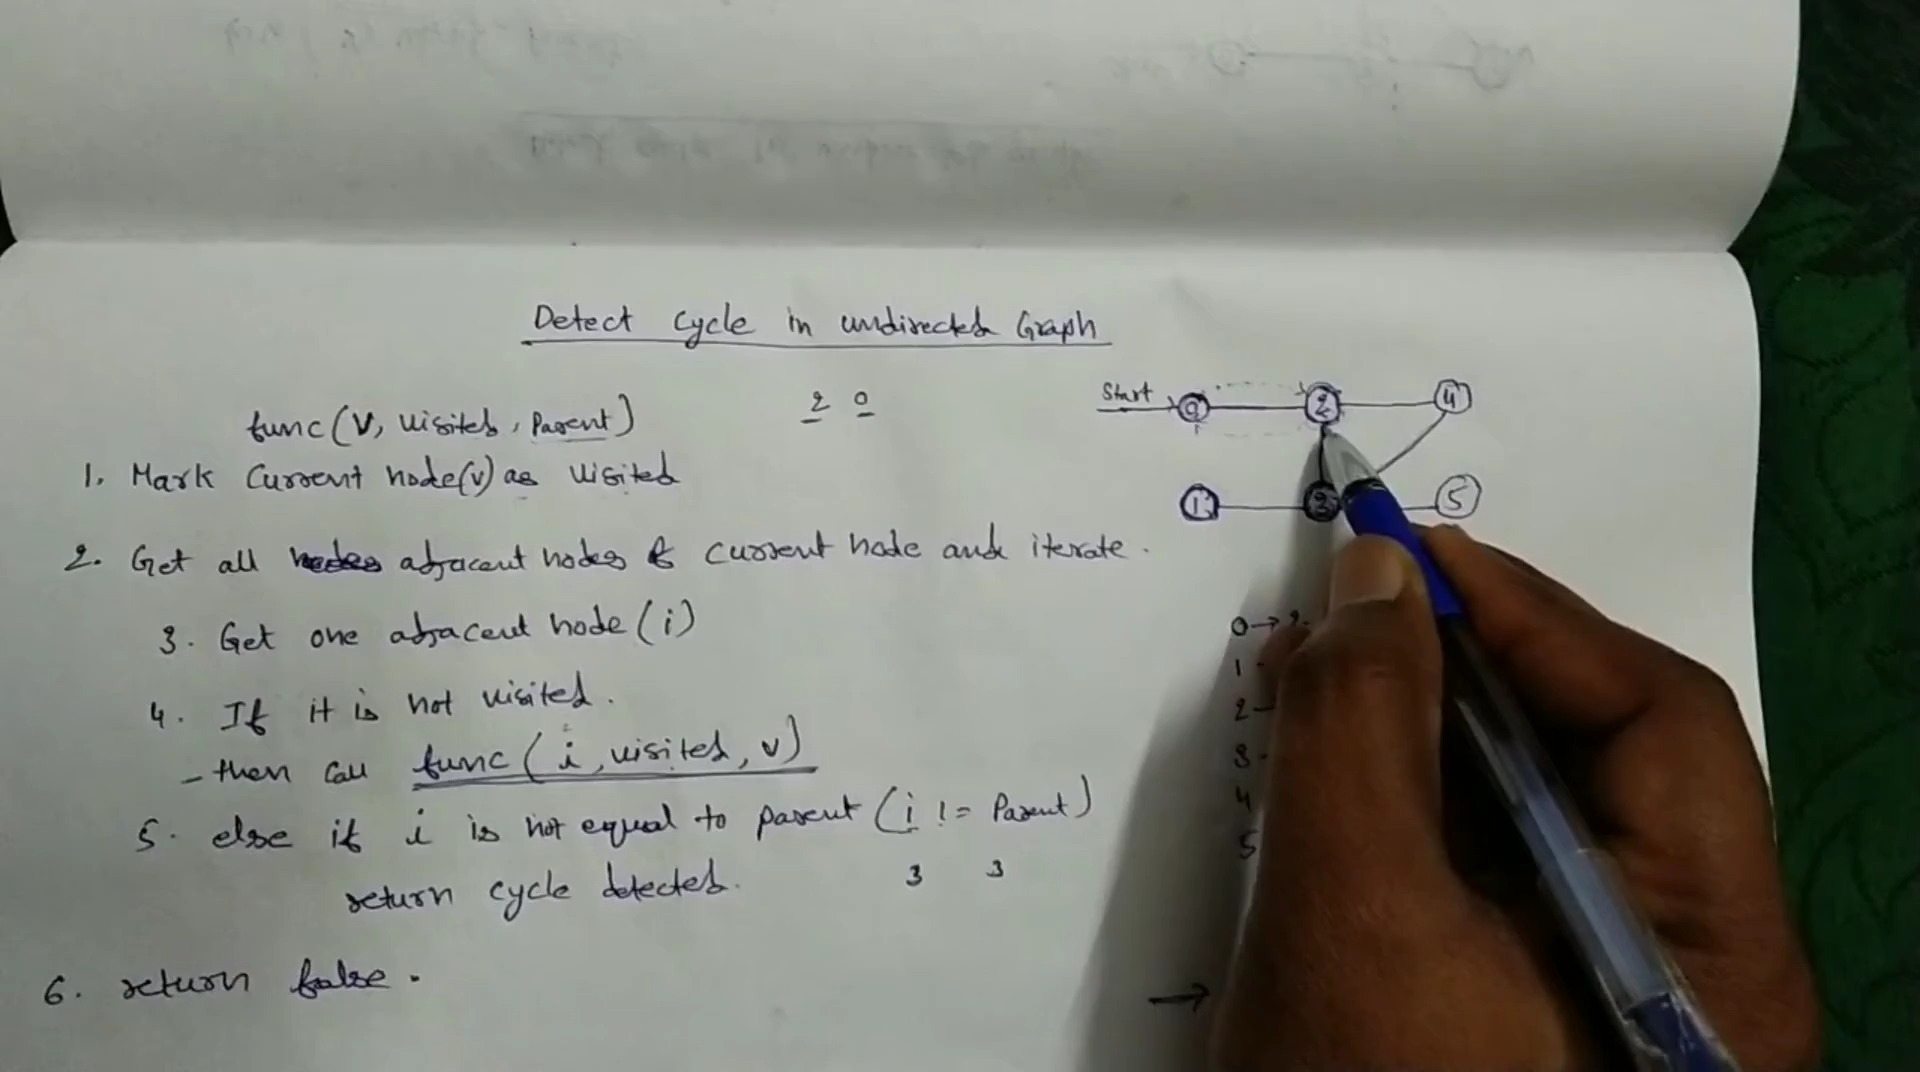 Detect cycle in undirected Graph
func(V, visited, Parent)
2 0
1. Mark Current node(v) as visited
2. Get all adjacent nodes of current node and iterate.
3. Get one adjacent node (i)
4. If it is not visited.
- then call func(i, visited, v)
5. else if i is not equal to parent (i != Parent)
3 3
return cycle detected.
6. return false.
Start 0 2 4
1 3 5
0→2
1
2
3
4
5